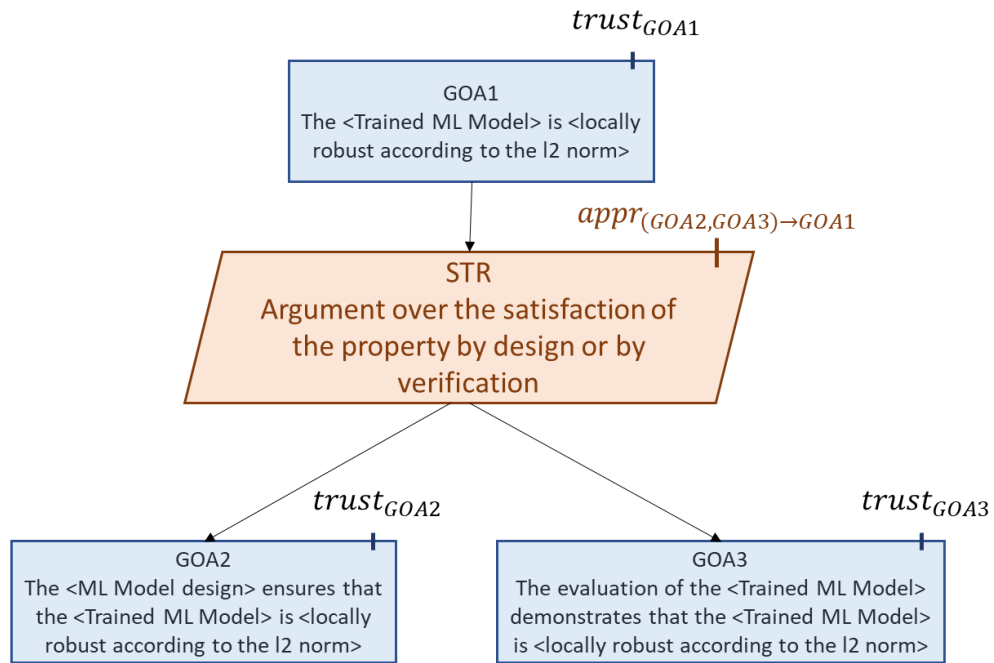 trust_GOA1
GOA1
The <Trained ML Model> is <locally
robust according to the l2 norm>
appr_(GOA2,GOA3)→GOA1
STR
Argument over the satisfaction of
the property by design or by
verification
trust_GOA2
GOA2
The <ML Model design> ensures that
the <Trained ML Model> is <locally
robust according to the l2 norm>
trust_GOA3
GOA3
The evaluation of the <Trained ML Model>
demonstrates that the <Trained ML Model>
is <locally robust according to the l2 norm>